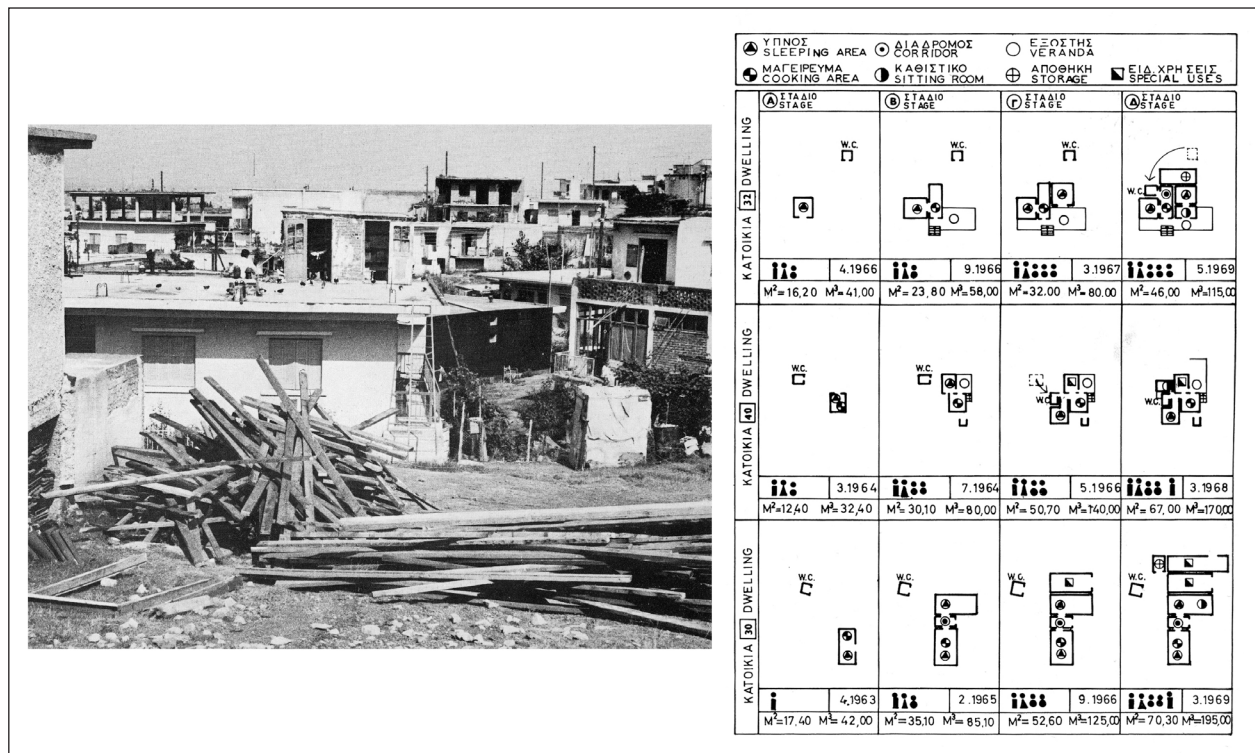 ΥΠΝΟΣ
SLEEPING AREA
ΔΙΑΔΡΟΜΟΣ
CORRIDOR
ΕΞΩΣΤΗΣ
VERANDA
ΜΑΓΕΙΡΕΥΜΑ
COOKING AREA
ΚΑΘΙΣΤΙΚΟ
SITTING ROOM
ΑΠΟΘΗΚΗ
STORAGE
ΕΙΔ. ΧΡΗΣΕΙΣ
SPECIAL USES
Α ΣΤΑΔΙΟ
STAGE
Β ΣΤΑΔΙΟ
STAGE
Γ ΣΤΑΔΙΟ
STAGE
Δ ΣΤΑΔΙΟ
STAGE
ΚΑΤΟΙΚΙΑ 32 DWELLING
W.C.
W.C.
W.C.
W.C.
4.1966
9.1966
3.1967
5.1969
M²=16,20 M³=41,00
M²=23,80 M³=58,00
M²=32.00 M³=80.00
M²=46,00 M³=115,00
ΚΑΤΟΙΚΙΑ 40 DWELLING
W.C.
W.C.
W.C.
W.C.
3.1964
7.1964
5.1966
3.1968
M²=12,40 M³=32,40
M²=30,10 M³=80,00
M²=50,70 M³=140,00
M²=67,00 M³=170,00
ΚΑΤΟΙΚΙΑ 30 DWELLING
W.C.
W.C.
W.C.
W.C.
4.1963
2.1965
9.1966
3.1969
M²=17.40 M³=42,00
M²=35,10 M³=85,10
M²=52,60 M³=125,00
M²=70,30 M³=195,00